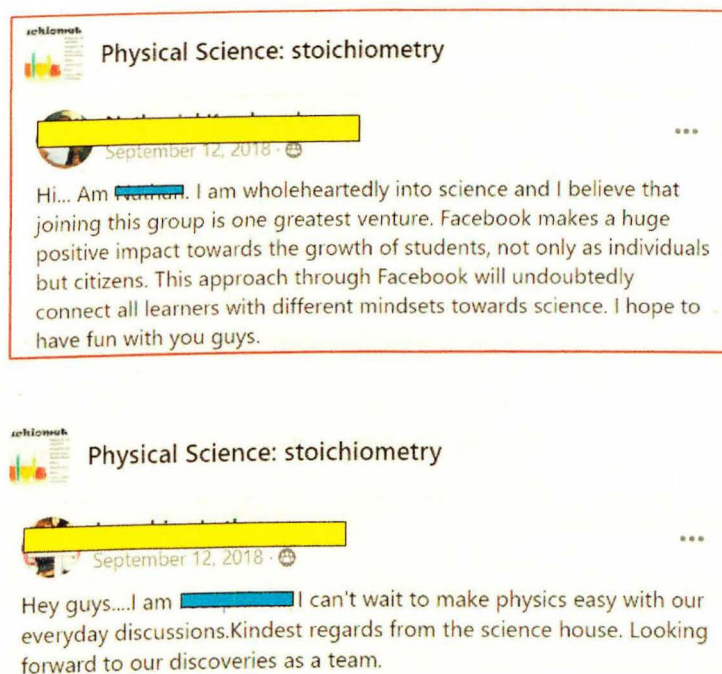 Physical Science: stoichiometry
September 12, 2018
Hi... Am . I am wholeheartedly into science and I believe that
joining this group is one greatest venture. Facebook makes a huge
positive impact towards the growth of students, not only as individuals
but citizens. This approach through Facebook will undoubtedly
connect all learners with different mindsets towards science. I hope to
have fun with you guys.
Physical Science: stoichiometry
September 12, 2018
Hey guys....I am I can't wait to make physics easy with our
everyday discussions.Kindest regards from the science house. Looking
forward to our discoveries as a team.